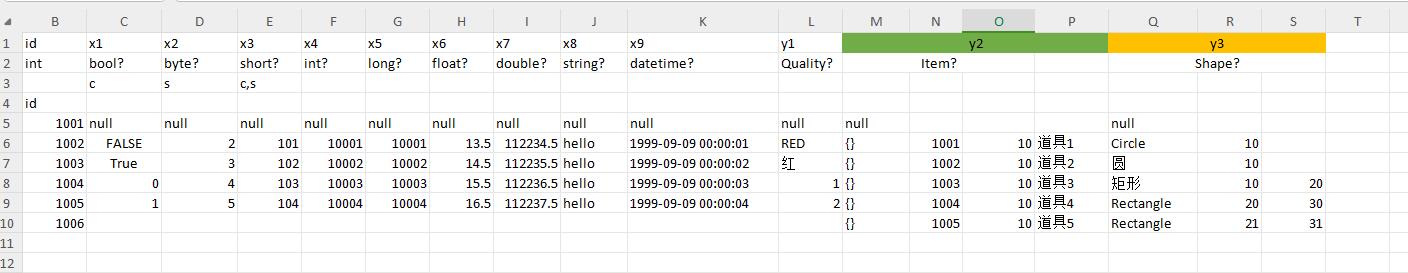 B C D E F G H I J K L M N O P Q R S T
1 id x1 x2 x3 x4 x5 x6 x7 x8 x9 y1 y2 y3
2 int bool? byte? short? int? long? float? double? string? datetime? Quality? Item? Shape?
3 c s c,s
4 id
5 1001 null null null null null null null null null null null null
6 1002 FALSE 2 101 10001 10001 13.5 112234.5 hello 1999-09-09 00:00:01 RED {} 1001 10 道具1 Circle 10
7 1003 True 3 102 10002 10002 14.5 112235.5 hello 1999-09-09 00:00:02 红 {} 1002 10 道具2 圆 10
8 1004 0 4 103 10003 10003 15.5 112236.5 hello 1999-09-09 00:00:03 1 {} 1003 10 道具3 矩形 10 20
9 1005 1 5 104 10004 10004 16.5 112237.5 hello 1999-09-09 00:00:04 2 {} 1004 10 道具4 Rectangle 20 30
10 1006 {} 1005 10 道具5 Rectangle 21 31
11
12